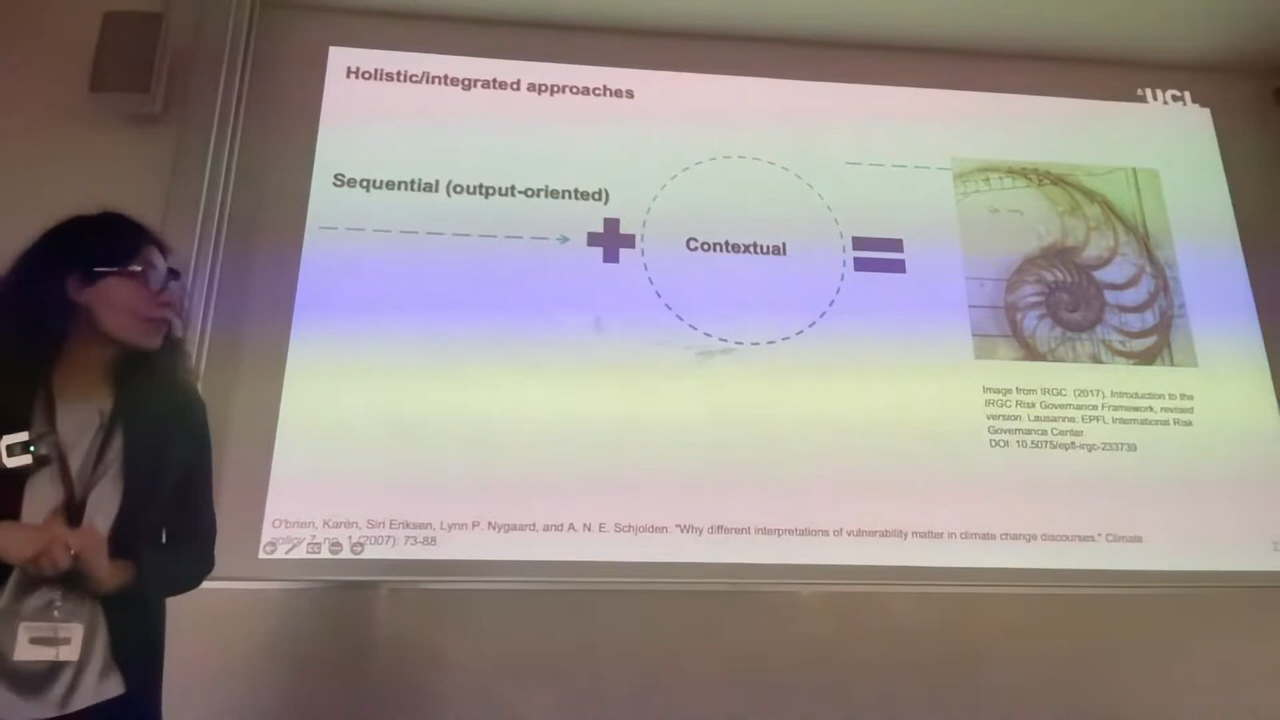 Holistic/integrated approaches
UCL
Sequential (output-oriented)
Contextual
Image from IRGC. (2017). Introduction to the
IRGC Risk Governance Framework, revised
version. Lausanne: EPFL International Risk
Governance Center.
DOI: 10.5075/epfl-irgc-233739
O'brien, Karen, Siri Eriksen, Lynn P. Nygaard, and A. N. E. Schjolden. "Why different interpretations of vulnerability matter in climate change discourses." Climate
policy 7, no. 1 (2007): 73-88